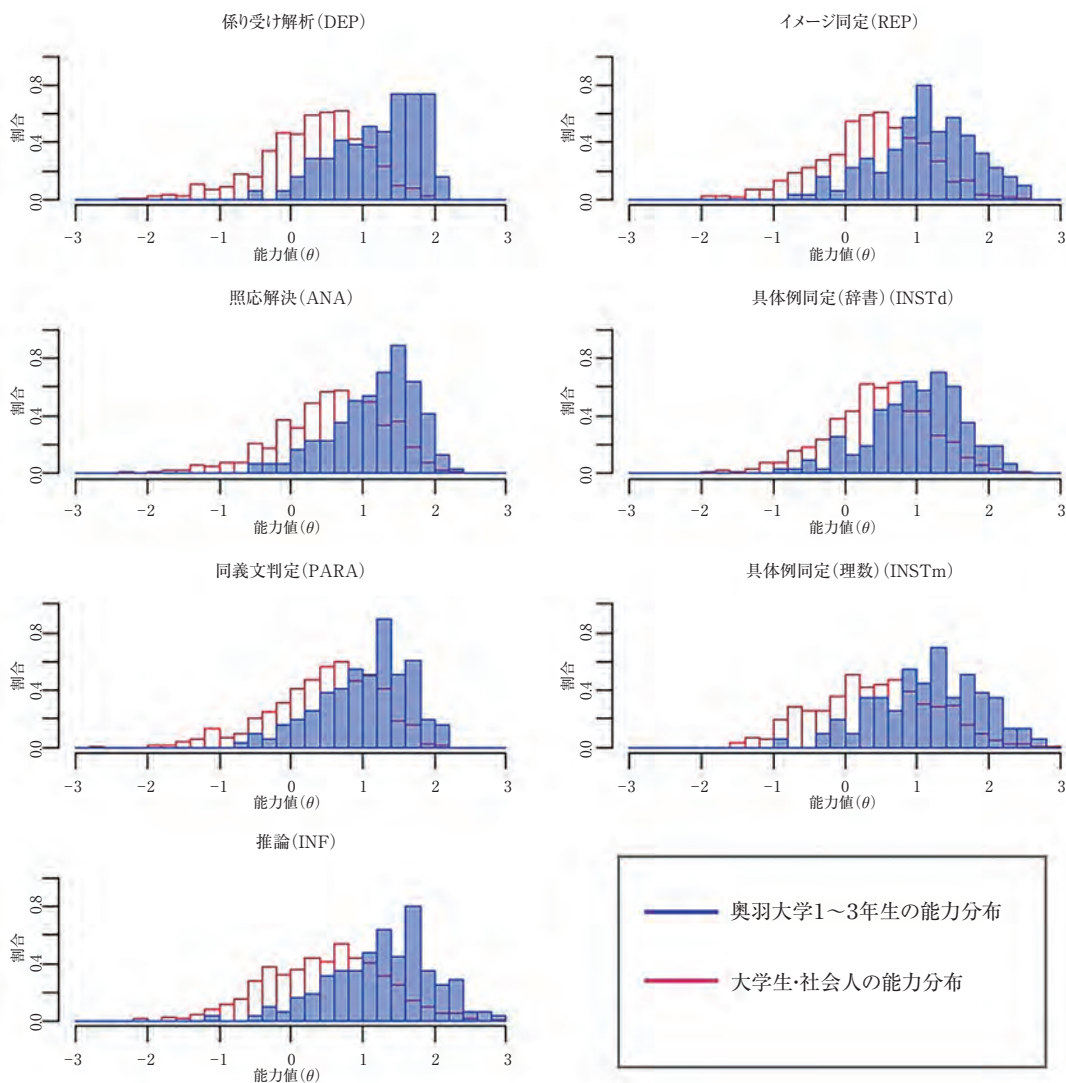 係り受け解析(DEP)
割合
0.0 0.4 0.8
−3 −2 −1 0 1 2 3
能力値(θ)
イメージ同定(REP)
割合
0.0 0.4 0.8
−3 −2 −1 0 1 2 3
能力値(θ)
照応解決(ANA)
割合
0.0 0.4 0.8
−3 −2 −1 0 1 2 3
能力値(θ)
具体例同定(辞書)(INSTd)
割合
0.0 0.4 0.8
−3 −2 −1 0 1 2 3
能力値(θ)
同義文判定(PARA)
割合
0.0 0.4 0.8
−3 −2 −1 0 1 2 3
能力値(θ)
具体例同定(理数)(INSTm)
割合
0.0 0.4 0.8
−3 −2 −1 0 1 2 3
能力値(θ)
推論(INF)
割合
0.0 0.4 0.8
−3 −2 −1 0 1 2 3
能力値(θ)
奥羽大学1～3年生の能力分布
大学生・社会人の能力分布